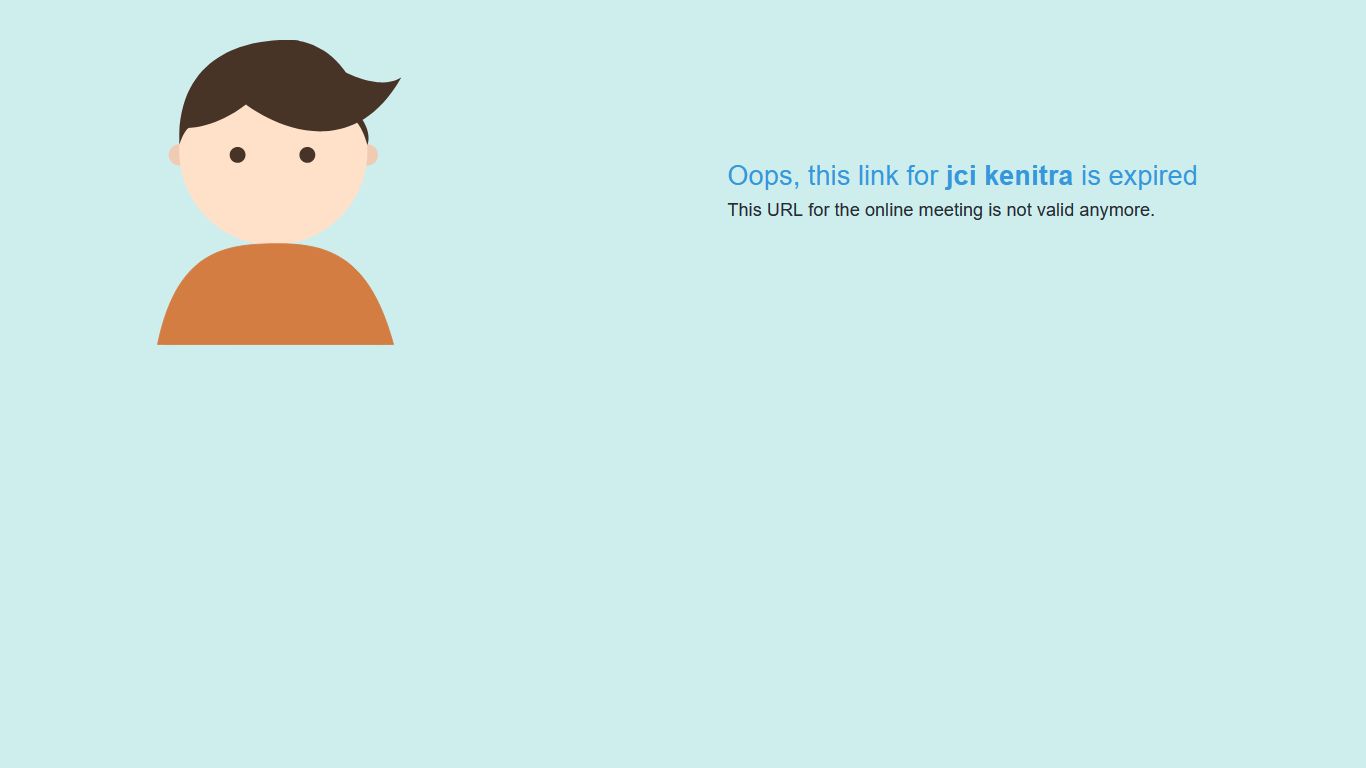 Oops, this link for jci kenitra is expired
This URL for the online meeting is not valid anymore.